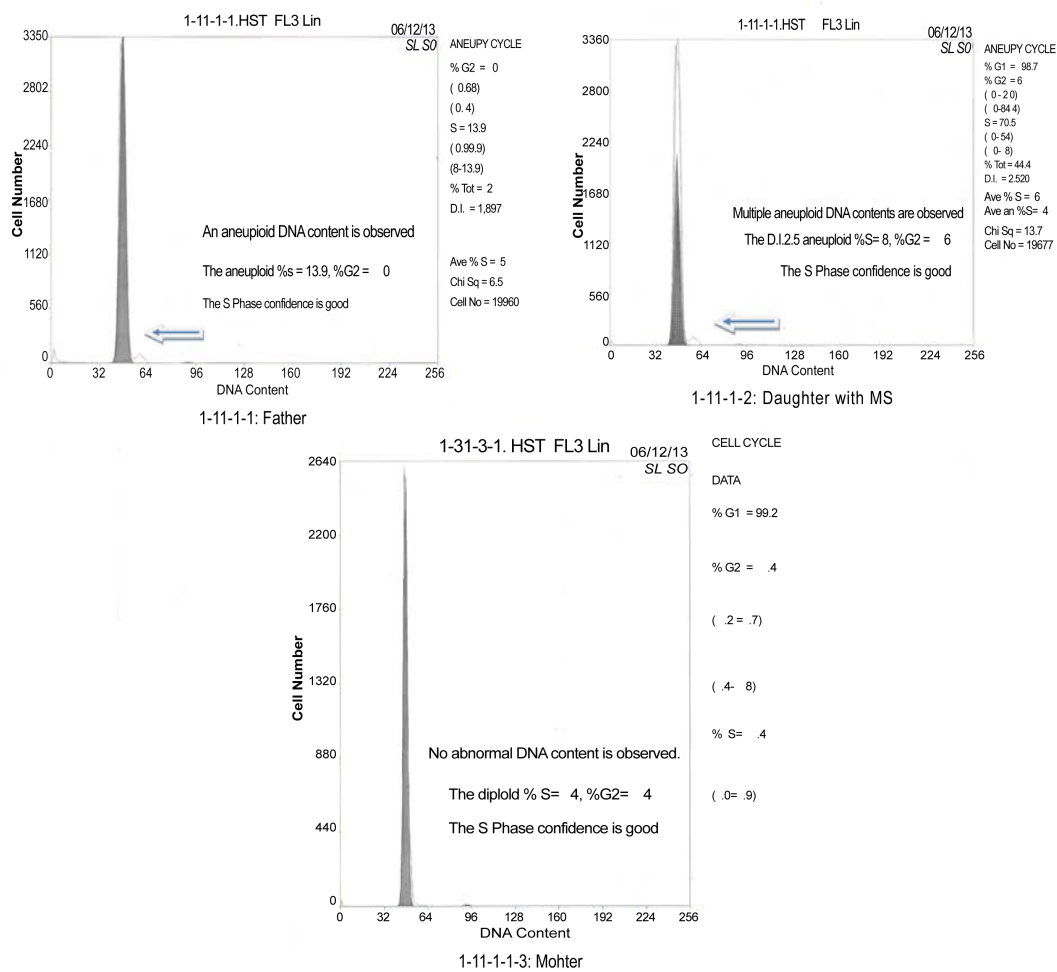 1-11-1-1.HST FL3 Lin
06/12/13
SL S0
ANEUPY CYCLE
% G2 = 0
( 0.68)
(0. 4)
S = 13.9
( 0.99.9)
(8-13.9)
% Tot = 2
D.I. = 1,897
Ave % S = 5
Chi Sq = 6.5
Cell No = 19960
Cell Number
3350
2802
2240
1680
1120
560
0
An aneupioid DNA content is observed
The aneuploid %s = 13.9, %G2 = 0
The S Phase confidence is good
0 32 64 96 128 160 192 224 256
DNA Content
1-11-1-1: Father
1-11-1-1.HST FL3 Lin
06/12/13
SL S0
ANEUPY CYCLE
% G1 = 98.7
% G2 = 6
( 0 - 2 0)
( 0-84 4)
S = 70.5
( 0- 54)
( 0- 8)
% Tot = 44.4
D.I. = 2.520
Ave % S = 6
Ave an %S= 4
Chi Sq = 13.7
Cell No = 19677
Cell Number
3360
2800
2240
1680
1120
560
0
Multiple aneuploid DNA contents are observed
The D.I.2.5 aneuploid %S= 8, %G2 = 6
The S Phase confidence is good
0 32 64 96 128 160 192 224 256
DNA Content
1-11-1-2: Daughter with MS
1-31-3-1. HST FL3 Lin
06/12/13
SL SO
CELL CYCLE
DATA
% G1 = 99.2
% G2 = .4
( .2 = .7)
( .4- 8)
% S= .4
( .0= .9)
Cell Number
2640
2200
1760
1320
880
440
0
No abnormal DNA content is observed.
The diplold % S= 4, %G2= 4
The S Phase confidence is good
0 32 64 96 128 160 192 224 256
DNA Content
1-11-1-1-3: Mohter